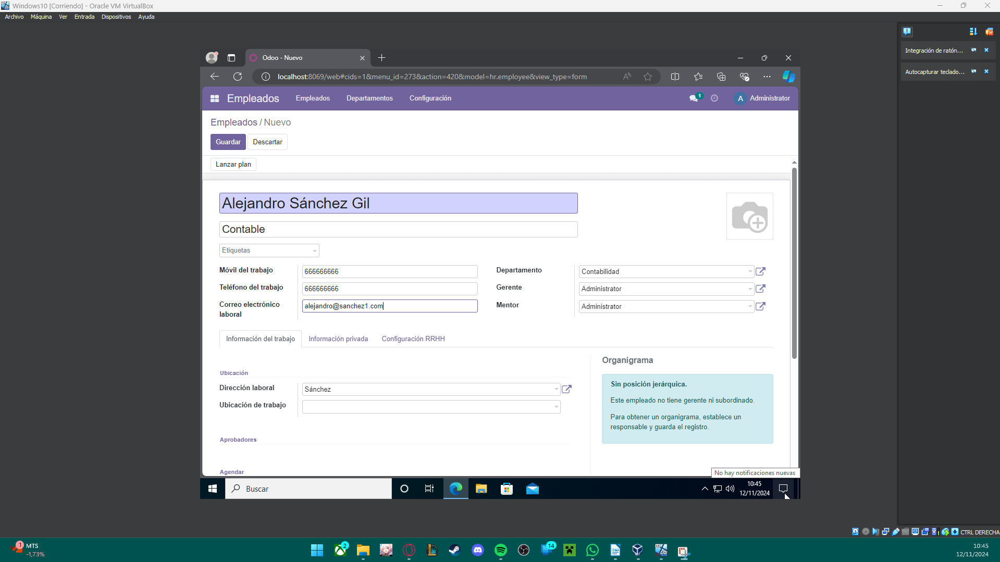 Windows10 [Corriendo] - Oracle VM VirtualBox
Archivo Máquina Ver Entrada Dispositivos Ayuda
Integración de ratón...
Autocapturar teclado...
Odoo - Nuevo
localhost:8069/web#cids=1&menu_id=273&action=420&model=hr.employee&view_type=form
Empleados Empleados Departamentos Configuración 1 A Administrator
Empleados / Nuevo
Guardar Descartar
Lanzar plan
Alejandro Sánchez Gil
Contable
Etiquetas
Móvil del trabajo 666666666 Departamento Contabilidad
Teléfono del trabajo 666666666 Gerente Administrator
Correo electrónico laboral alejandro@sanchez1.com Mentor Administrator
Información del trabajo Información privada Configuración RRHH
Organigrama
Sin posición jerárquica.
Este empleado no tiene gerente ni subordinado.
Para obtener un organigrama, establece un
responsable y guarda el registro.
Ubicación
Dirección laboral Sánchez
Ubicación de trabajo
Aprobadores
Agendar
No hay notificaciones nuevas
Buscar
10:45
12/11/2024
CTRL DERECHA
1 MTS
-1,73%
2
14
10:45
12/11/2024